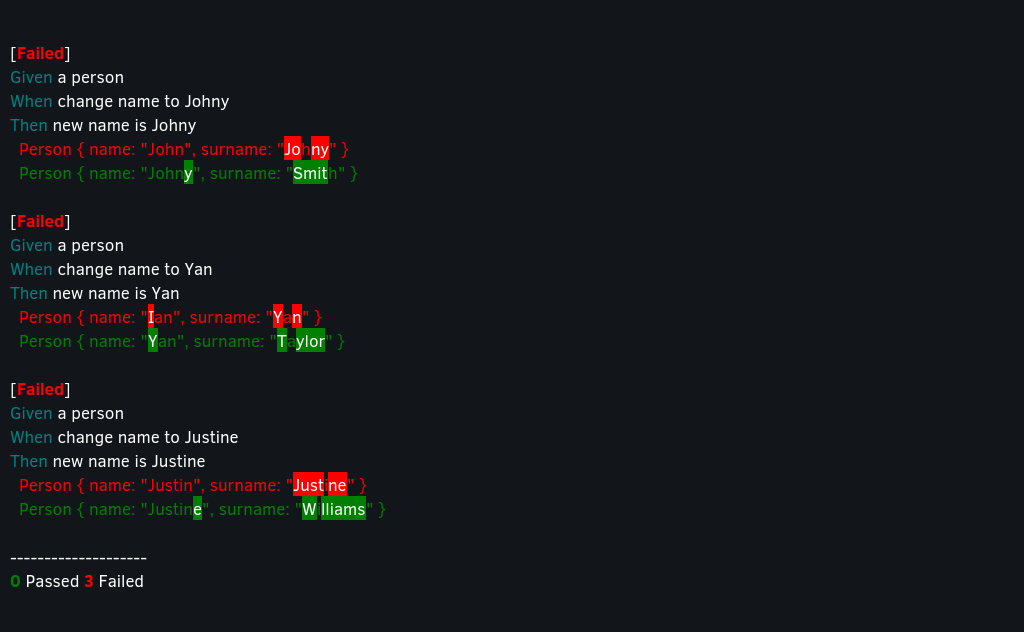 [Failed]
Given a person
When change name to Johny
Then new name is Johny
Person { name: "John", surname: "Johny" }
Person { name: "Johny", surname: "Smith" }
[Failed]
Given a person
When change name to Yan
Then new name is Yan
Person { name: "Ian", surname: "Yan" }
Person { name: "Yan", surname: "Taylor" }
[Failed]
Given a person
When change name to Justine
Then new name is Justine
Person { name: "Justin", surname: "Justine" }
Person { name: "Justine", surname: "Williams" }
--------------------
0 Passed 3 Failed